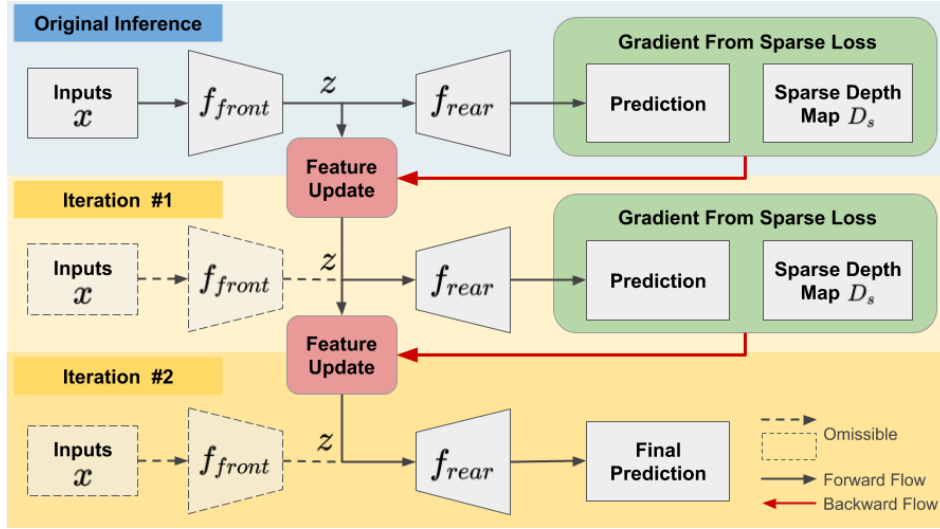 Original Inference
Gradient From Sparse Loss
Inputs
x
f_front
z
f_rear
Prediction
Sparse Depth
Map D_s
Feature
Update
Iteration #1
Gradient From Sparse Loss
Inputs
x
f_front
z
f_rear
Prediction
Sparse Depth
Map D_s
Feature
Update
Iteration #2
Inputs
x
f_front
z
f_rear
Final
Prediction
Omissible
Forward Flow
Backward Flow